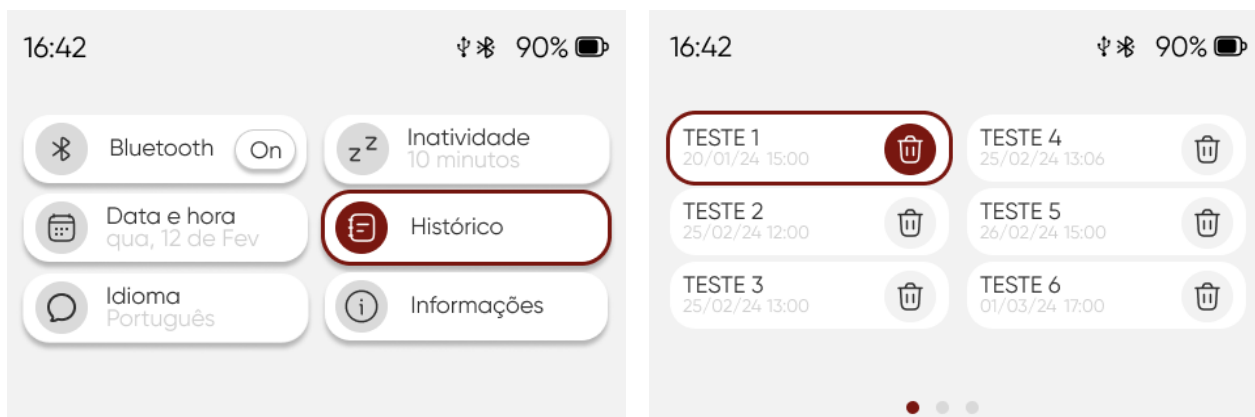 16:42
90%
Bluetooth
On
Inatividade
10 minutos
Data e hora
qua, 12 de Fev
Histórico
Idioma
Português
Informações
16:42
90%
TESTE 1
20/01/24 15:00
TESTE 4
25/02/24 13:06
TESTE 2
25/02/24 12:00
TESTE 5
26/02/24 15:00
TESTE 3
25/02/24 13:00
TESTE 6
01/03/24 17:00